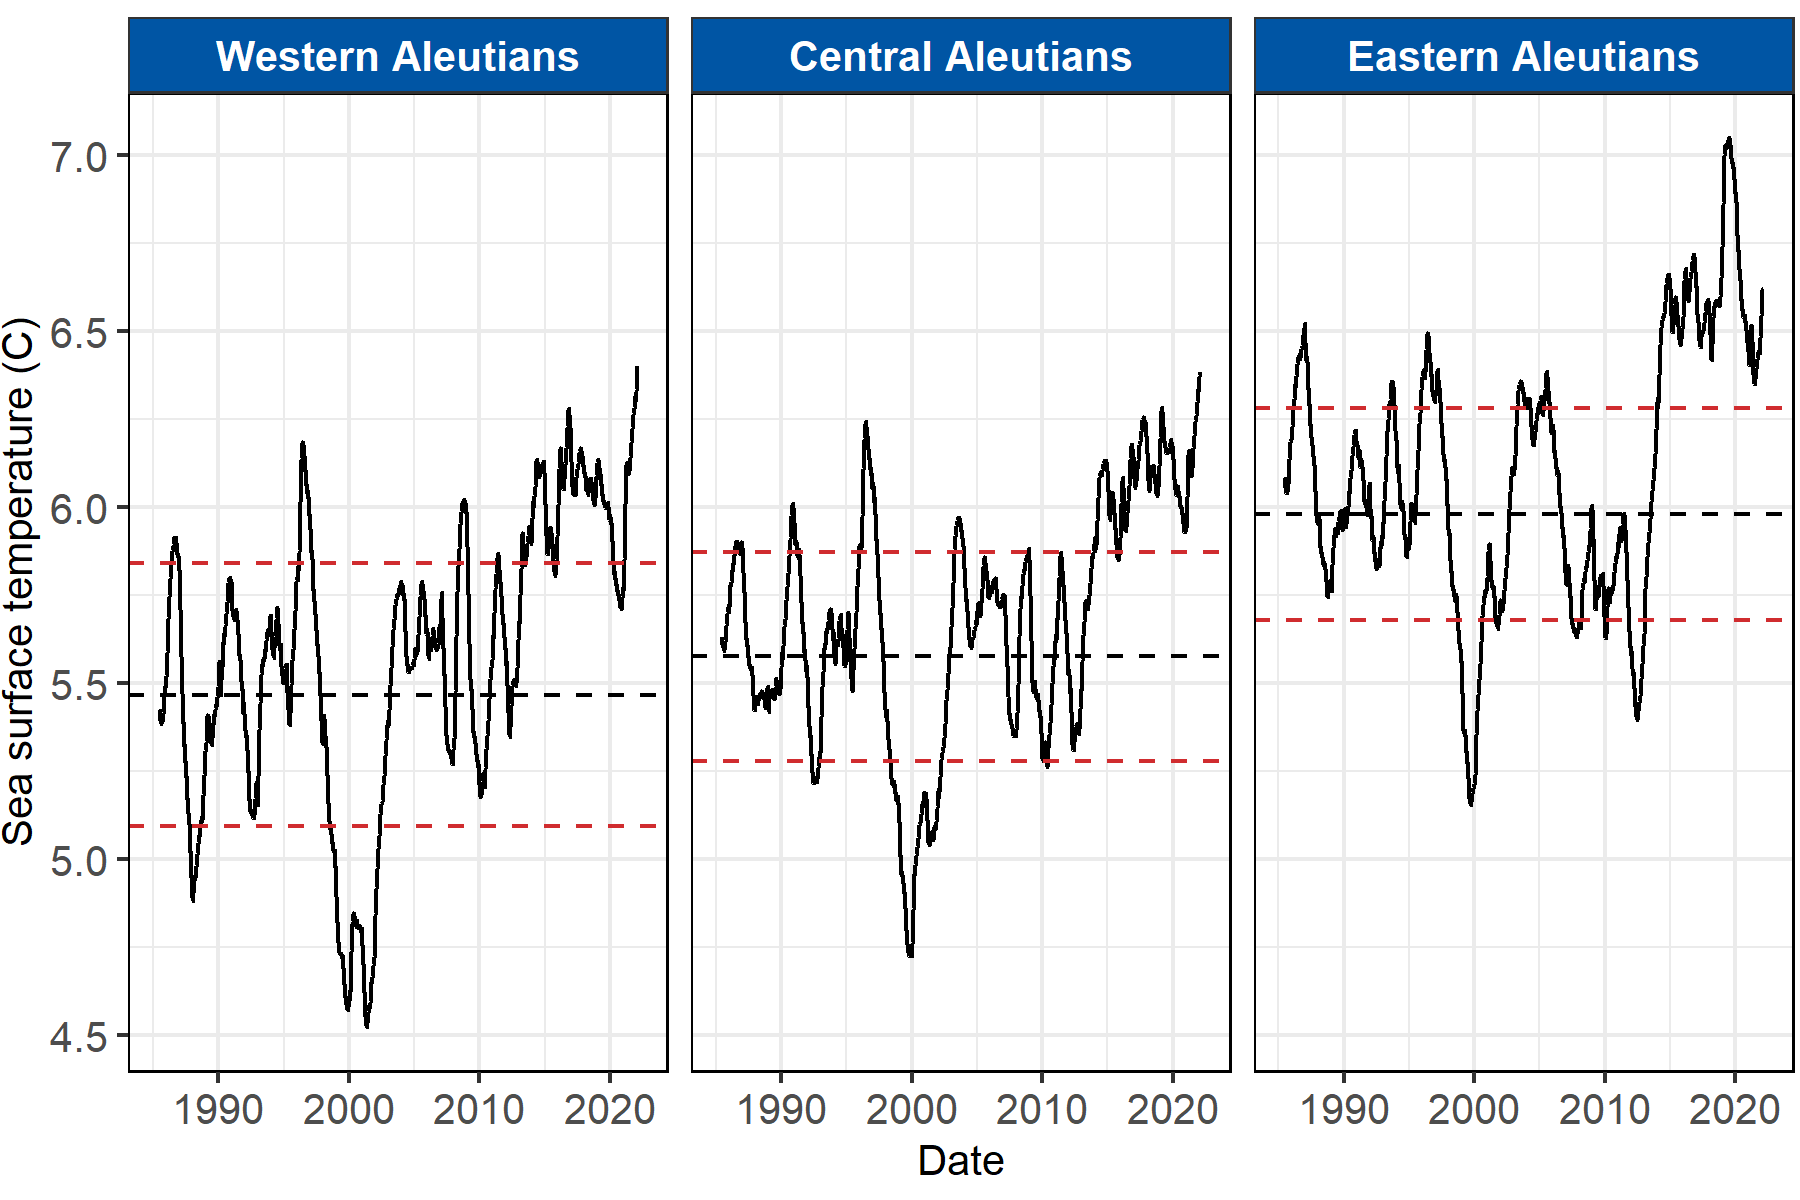 Western Aleutians
Central Aleutians
Eastern Aleutians
Sea surface temperature (C)
7.0
6.5
6.0
5.5
5.0
4.5
1990 2000 2010 2020
1990 2000 2010 2020
1990 2000 2010 2020
Date